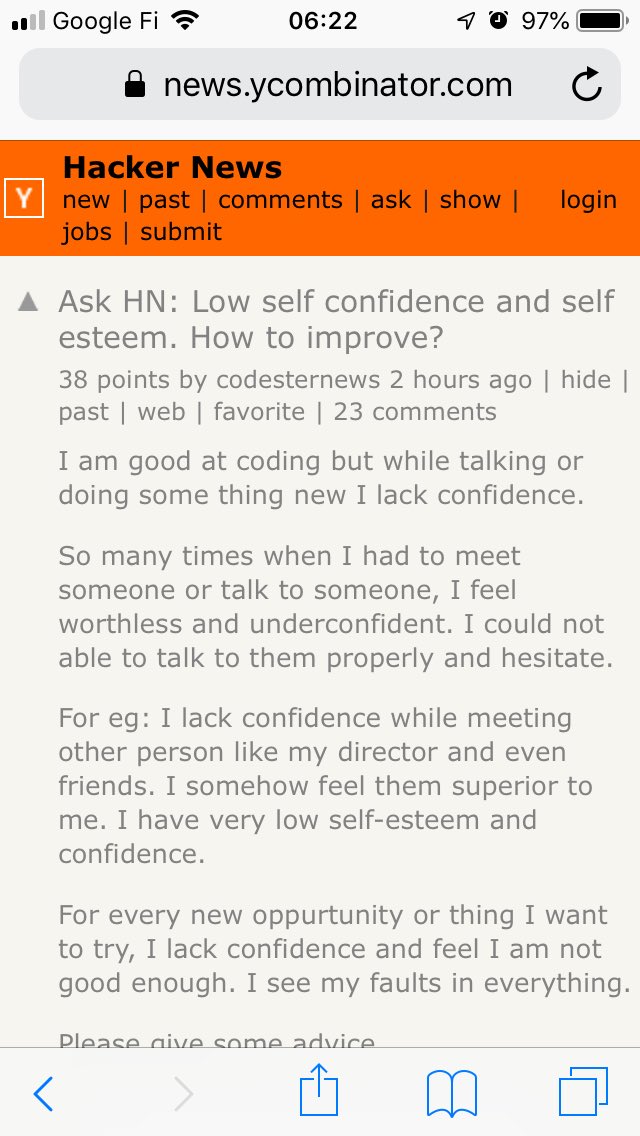 Google Fi 06:22 97%
news.ycombinator.com
Hacker News
Y new | past | comments | ask | show | login
jobs | submit
Ask HN: Low self confidence and self
esteem. How to improve?
38 points by codesternews 2 hours ago | hide |
past | web | favorite | 23 comments
I am good at coding but while talking or
doing some thing new I lack confidence.
So many times when I had to meet
someone or talk to someone, I feel
worthless and underconfident. I could not
able to talk to them properly and hesitate.
For eg: I lack confidence while meeting
other person like my director and even
friends. I somehow feel them superior to
me. I have very low self-esteem and
confidence.
For every new oppurtunity or thing I want
to try, I lack confidence and feel I am not
good enough. I see my faults in everything.
Please give some advice